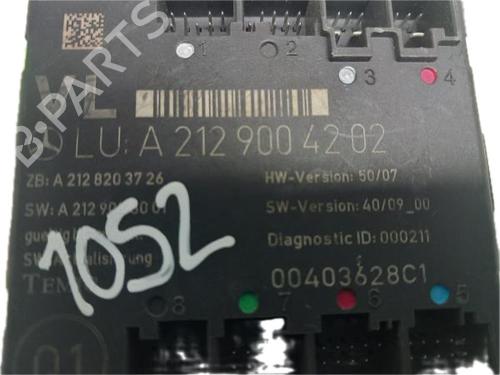 1 2
3 4
VL
LU: A 212 900 42 02
ZB: A 212 820 37 26
HW-Version: 50/07
SW: A 212 90
SW-Version: 40/09_00
Diagnostic ID: 000211
1052
TEM
00403628C1
8 7 6 5
01
B-PARTS